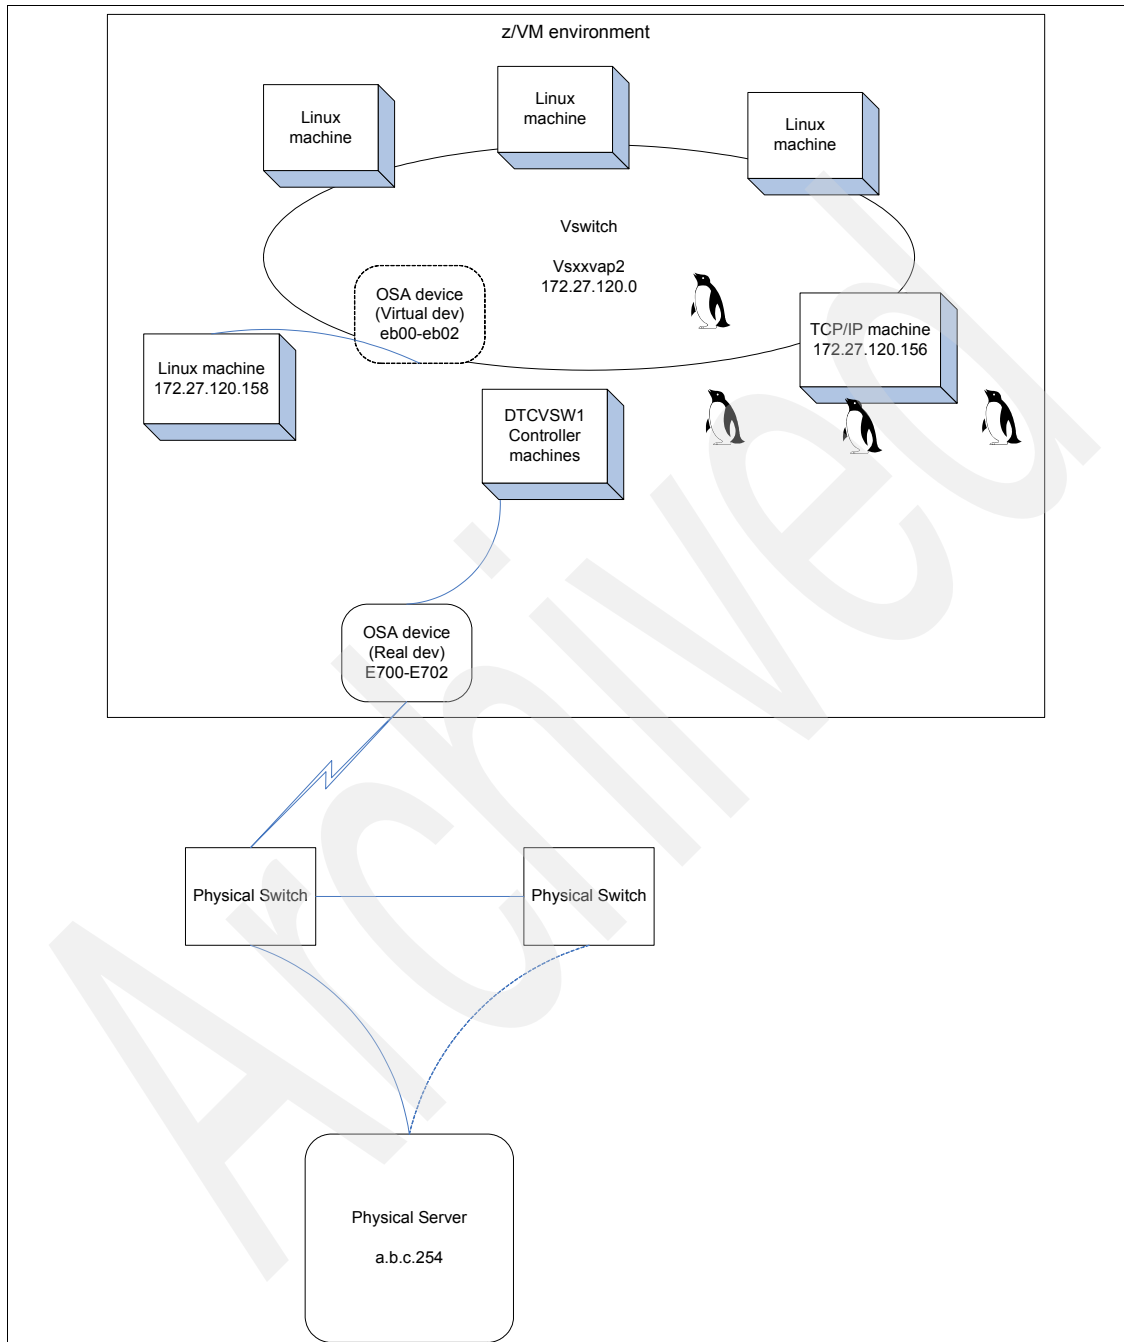 z/VM environment
Linux
machine
Linux
machine
Linux
machine
Vswitch
Vsxxvap2
172.27.120.0
OSA device
(Virtual dev)
eb00-eb02
TCP/IP machine
172.27.120.156
Linux machine
172.27.120.158
DTCVSW1
Controller
machines
OSA device
(Real dev)
E700-E702
Physical Switch
Physical Switch
Physical Server
a.b.c.254
Archived